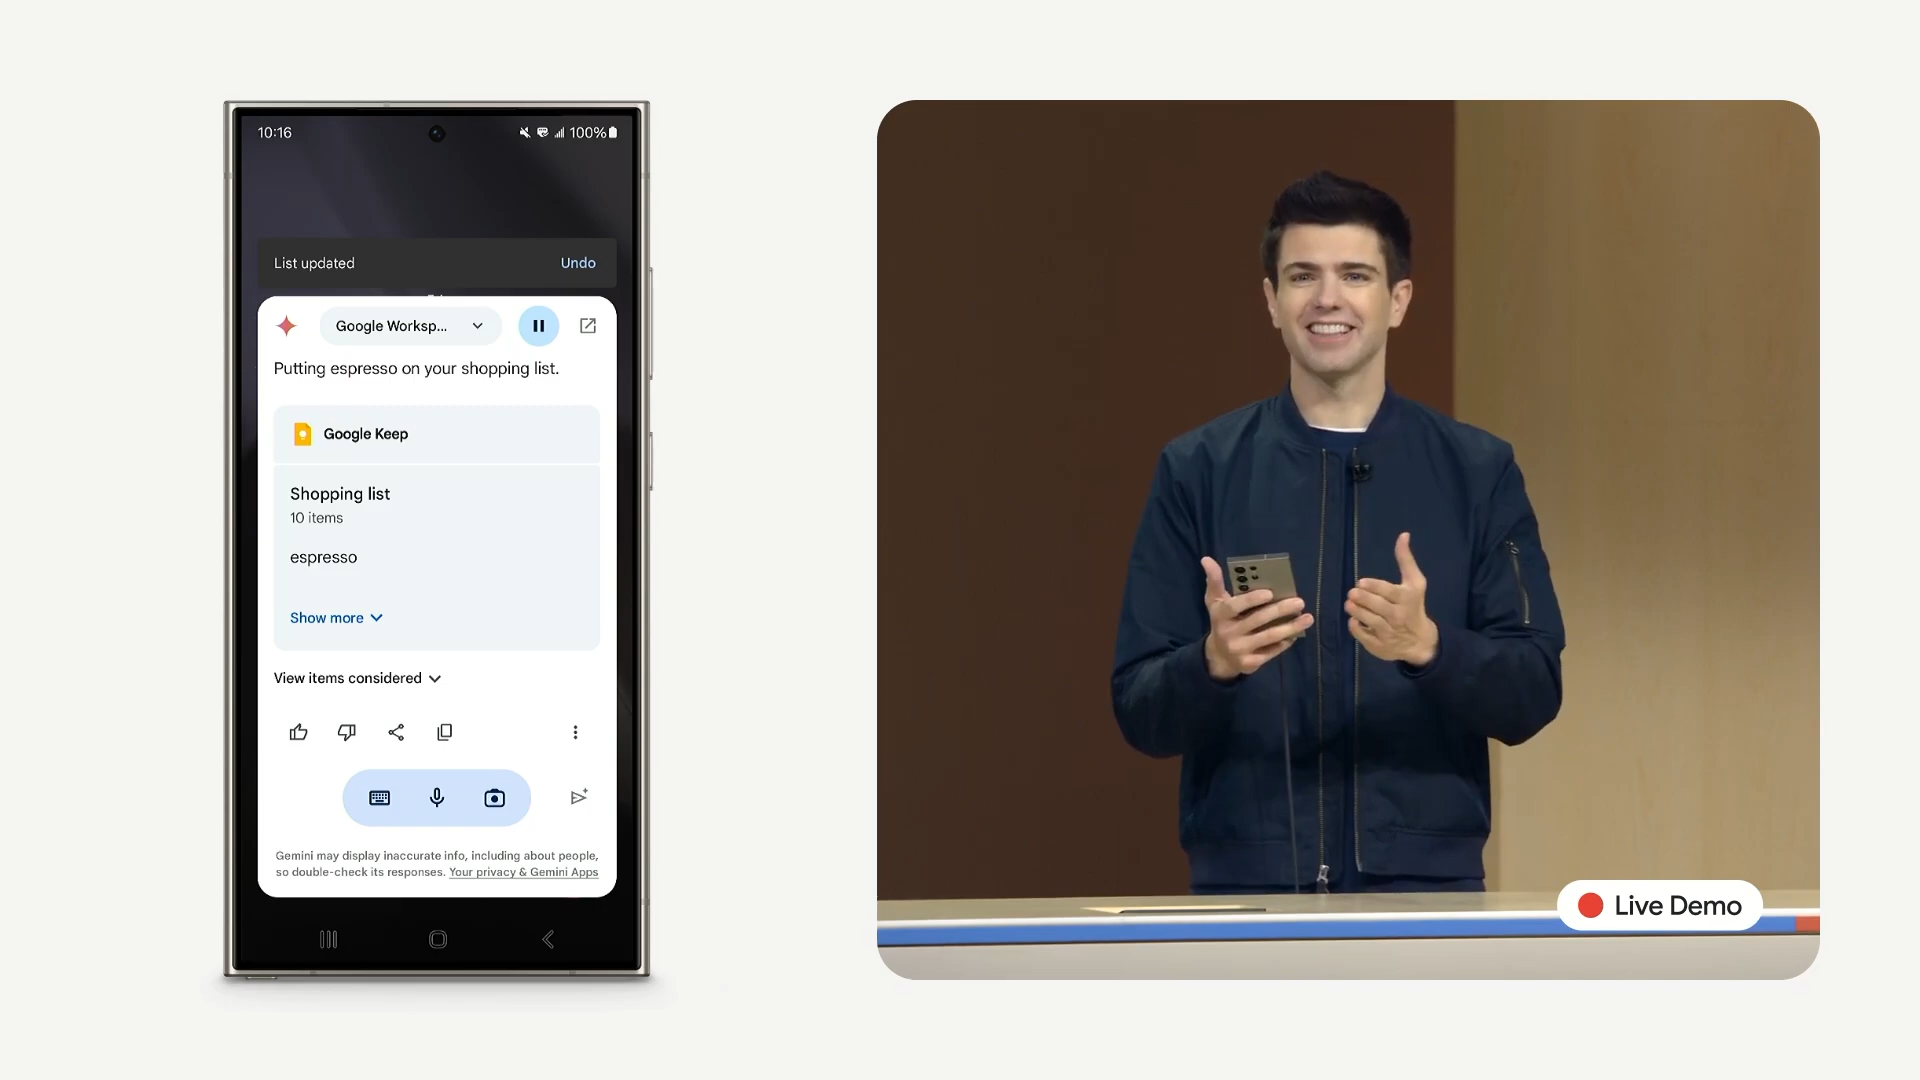 10:16
100%
List updated
Undo
Google Worksp...
Putting espresso on your shopping list.
Google Keep
Shopping list
10 items
espresso
Show more
View items considered
Gemini may display inaccurate info, including about people,
so double-check its responses. Your privacy & Gemini Apps
Live Demo